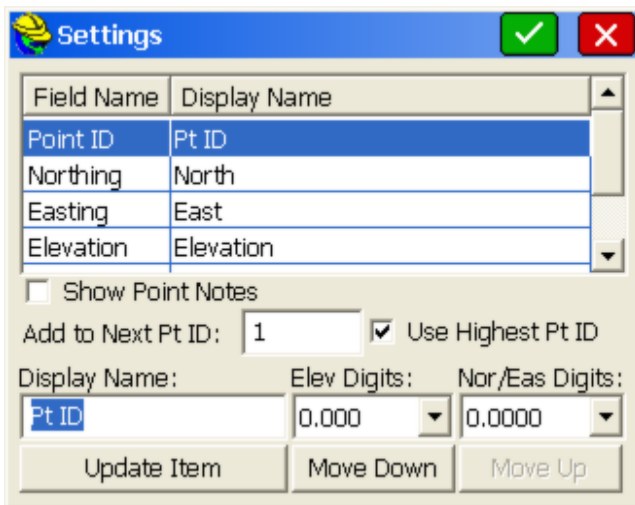 Settings
Field Name Display Name
Point ID Pt ID
Northing North
Easting East
Elevation Elevation
Show Point Notes
Add to Next Pt ID: 1 Use Highest Pt ID
Display Name: Elev Digits: Nor/Eas Digits:
Pt ID 0.000 0.0000
Update Item Move Down Move Up